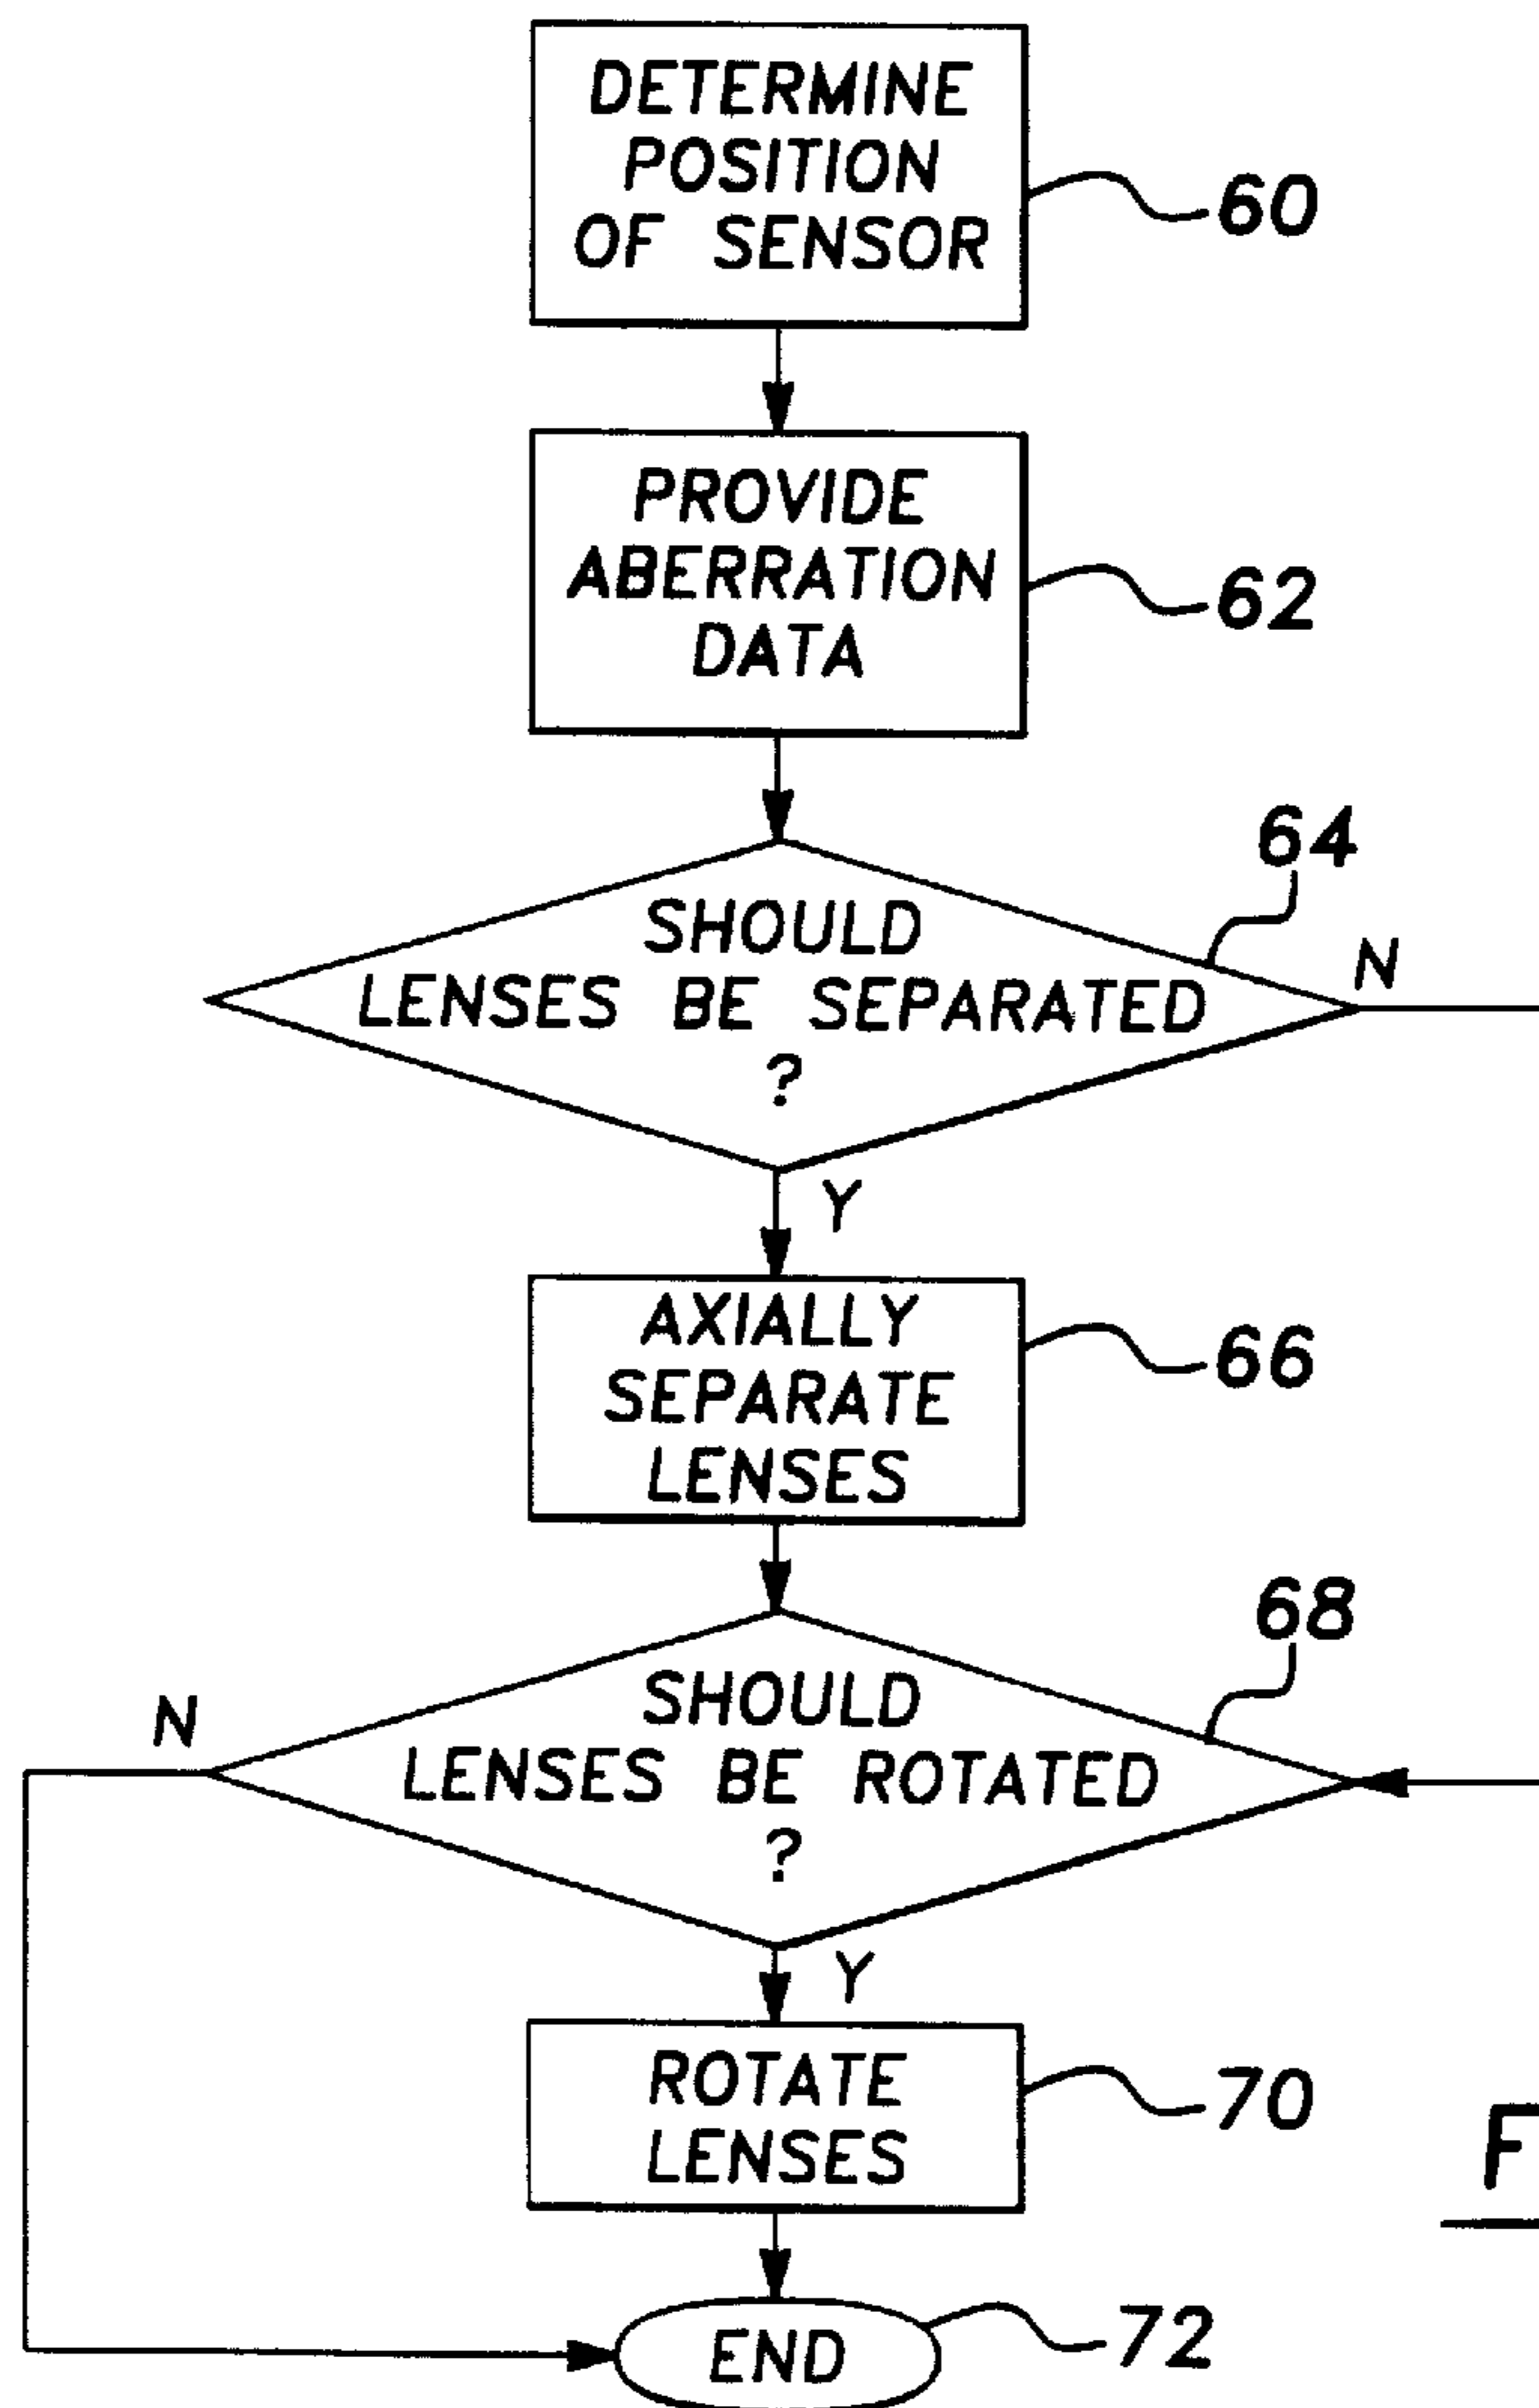 DETERMINE
POSITION
OF SENSOR
60
PROVIDE
ABERRATION
DATA
62
64
SHOULD
LENSES BE SEPARATED
?
N
Y
AXIALLY
SEPARATE
LENSES
66
68
SHOULD
LENSES BE ROTATED
?
N
Y
ROTATE
LENSES
70
F
END
72